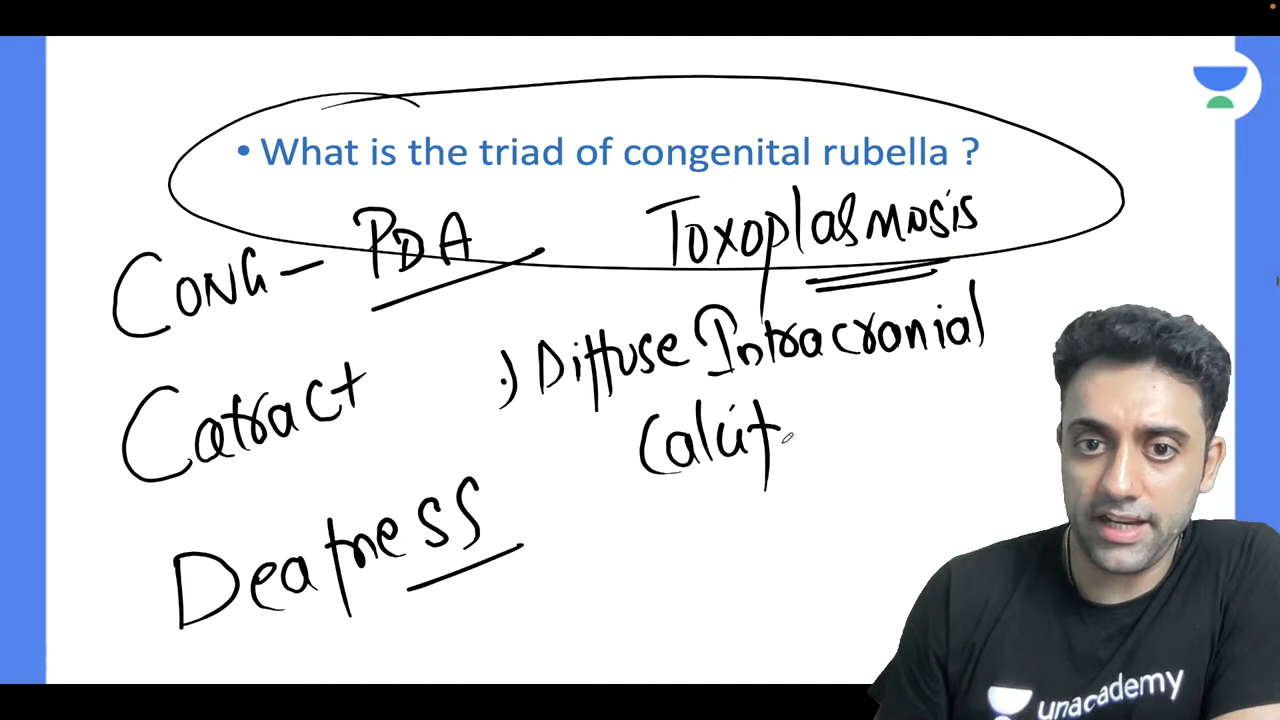 • What is the triad of congenital rubella ?
CONG - PDA
Catract
Deafness
Toxoplasmosis
.) Diffuse Intracranial
Calcif
unacademy